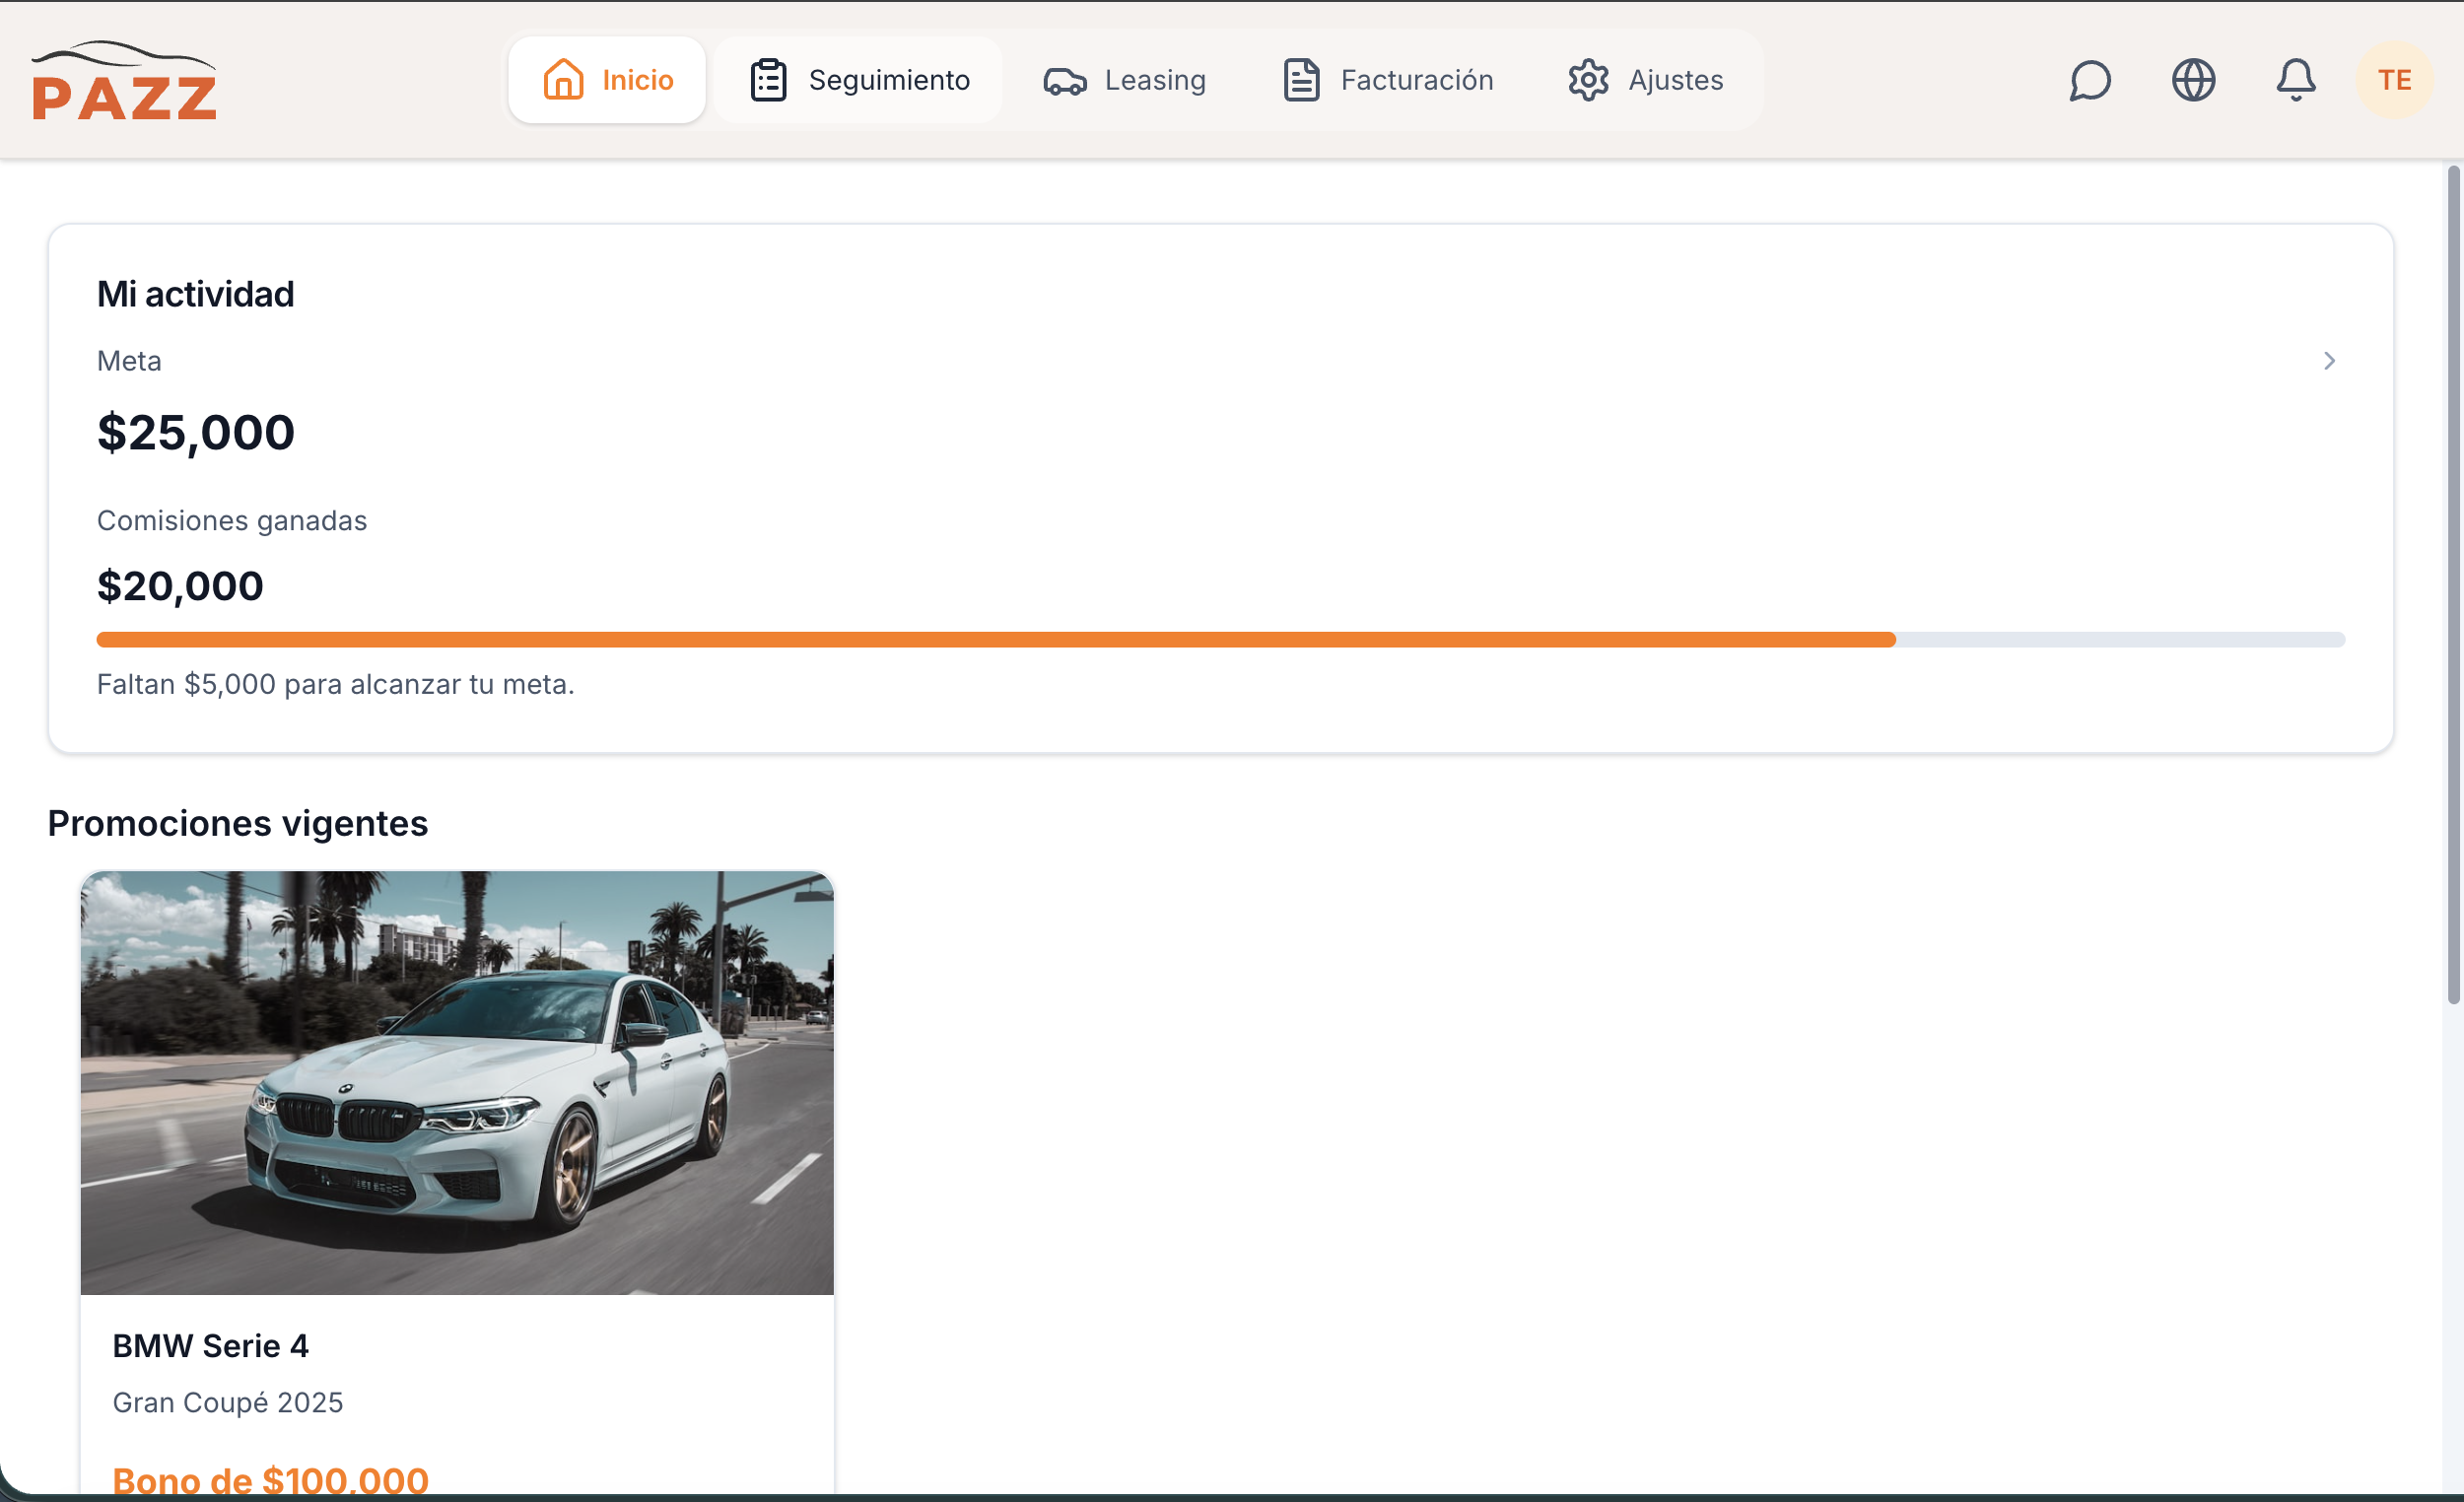 PAZZ
Inicio
Seguimiento
Leasing
Facturación
Ajustes
TE
Mi actividad
Meta
$25,000
Comisiones ganadas
$20,000
Faltan $5,000 para alcanzar tu meta.
Promociones vigentes
BMW Serie 4
Gran Coupé 2025
Bono de $100,000